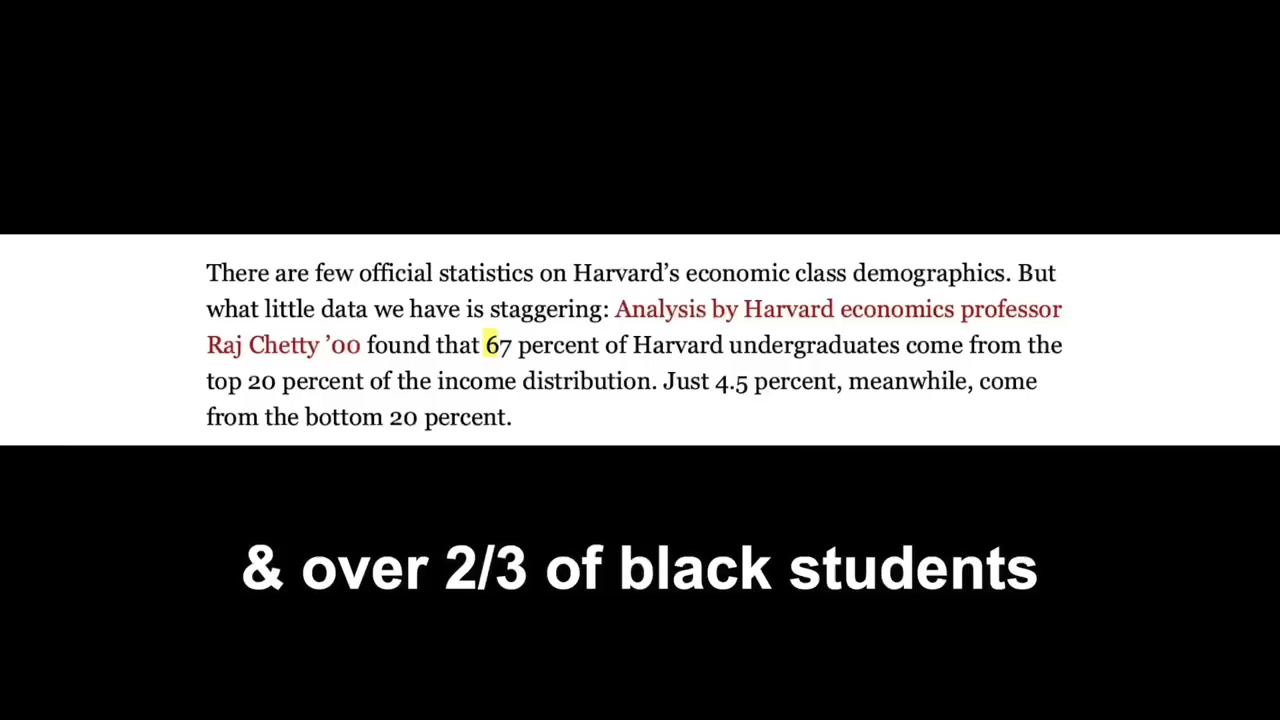 There are few official statistics on Harvard’s economic class demographics. But
what little data we have is staggering: Analysis by Harvard economics professor
Raj Chetty ’00 found that 67 percent of Harvard undergraduates come from the
top 20 percent of the income distribution. Just 4.5 percent, meanwhile, come
from the bottom 20 percent.
& over 2/3 of black students